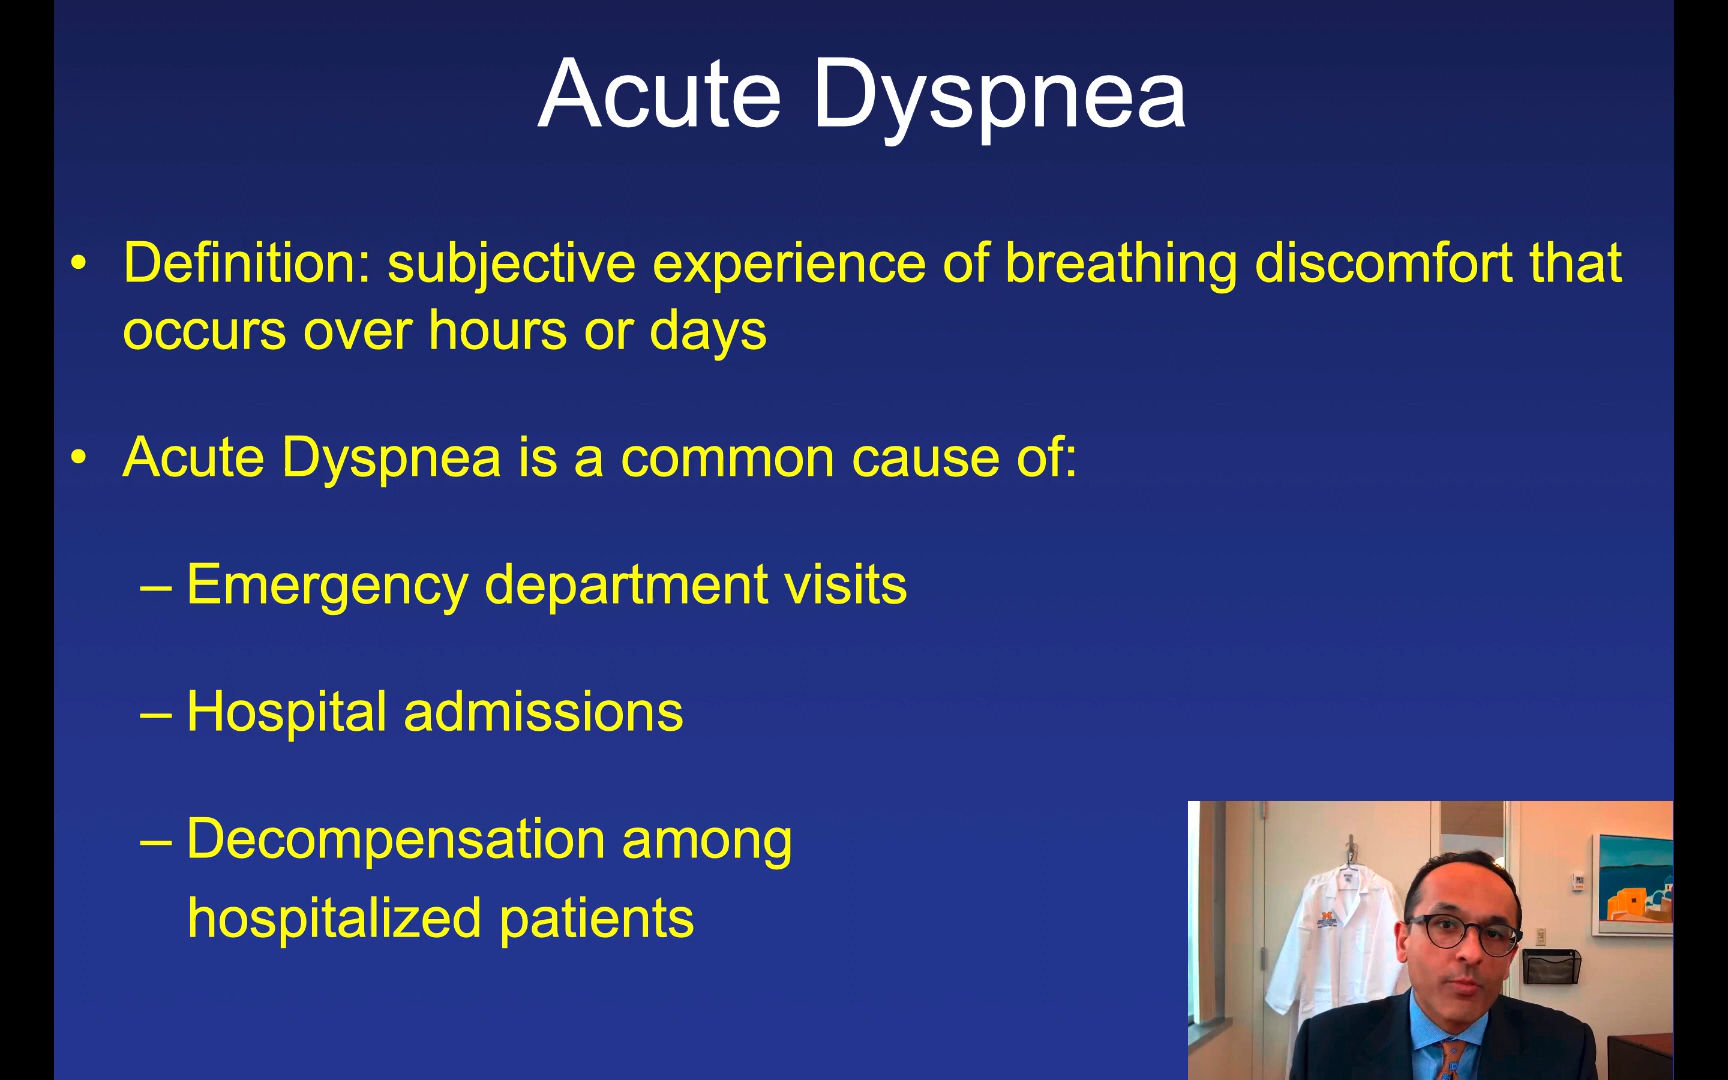 Acute Dyspnea
• Definition: subjective experience of breathing discomfort that
occurs over hours or days
• Acute Dyspnea is a common cause of:
– Emergency department visits
– Hospital admissions
– Decompensation among
hospitalized patients